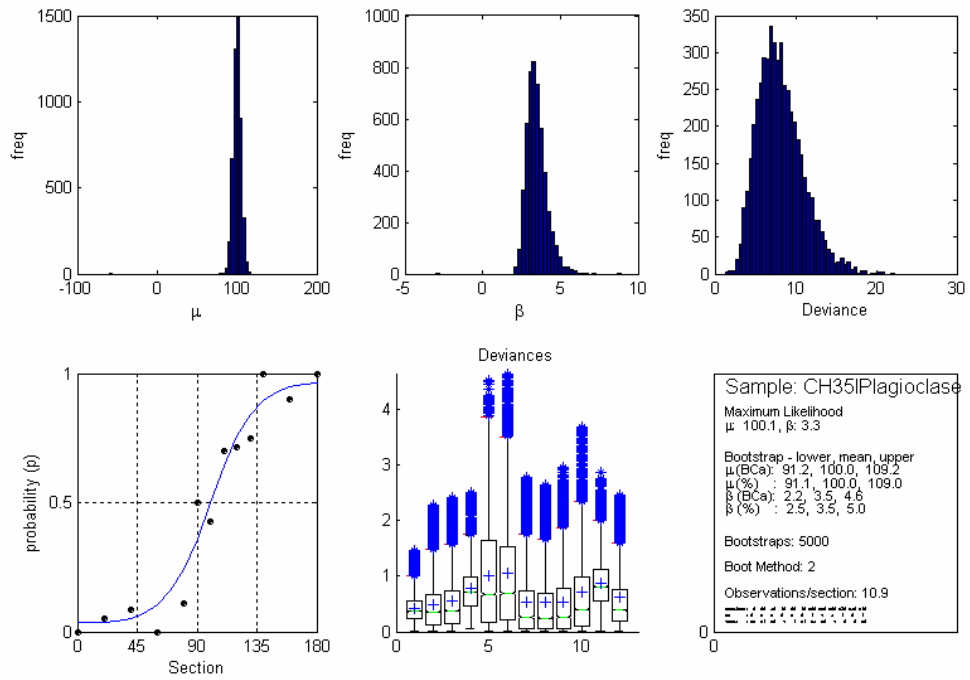 1500
1000
500
0
freq
-100
0
100
200
μ
1000
800
600
400
200
0
freq
-5
0
5
10
β
350
300
250
200
150
100
50
0
freq
0
10
20
30
Deviance
1
0.5
0
probability (p)
0
45
90
135
180
Section
Deviances
4
3
2
1
0
5
10
0
0
Sample: CH35IPlagioclase
Maximum Likelihood
μ: 100.1, β: 3.3
Bootstrap - lower, mean, upper
μ(BCa): 91.2, 100.0, 109.2
μ(%) : 91.1, 100.0, 109.0
β(BCa): 2.2, 3.5, 4.6
β(%) : 2.5, 3.5, 5.0
Bootstraps: 5000
Boot Method: 2
Observations/section: 10.9